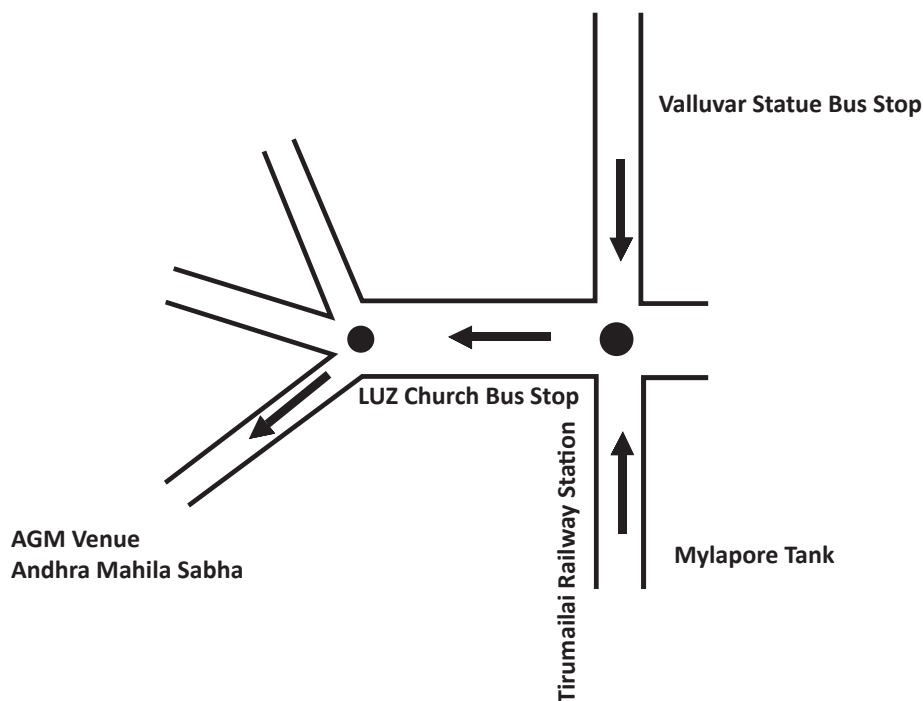 Valluvar Statue Bus Stop
LUZ Church Bus Stop
Tirumailai Railway Station
AGM Venue
Andhra Mahila Sabha
Mylapore Tank